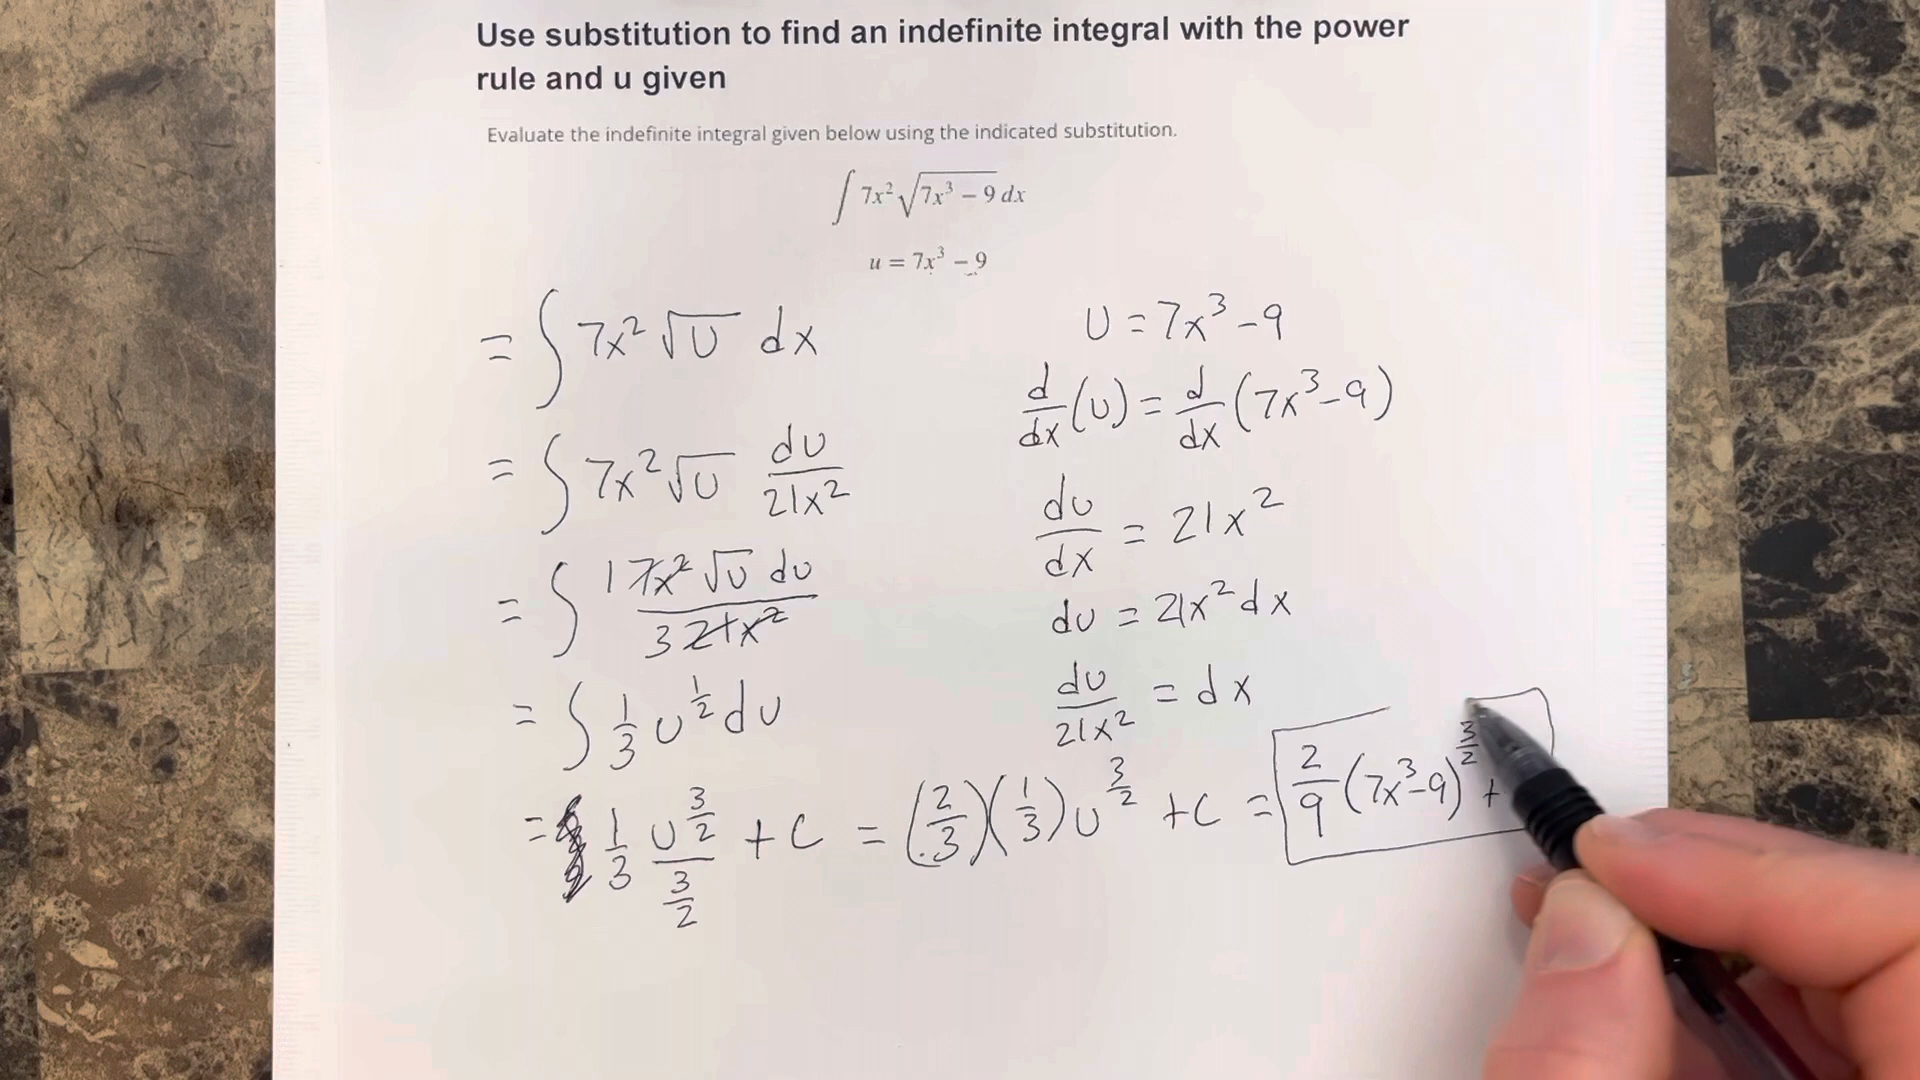 Use substitution to find an indefinite integral with the power
rule and u given
Evaluate the indefinite integral given below using the indicated substitution.
∫ 7x² √(7x³ − 9) dx
u = 7x³ − 9
= ∫ 7x² √U dx
= ∫ 7x² √U du/21x²
= ∫ 1 7x² √U du / 3 21x²
= ∫ 1/3 U^(1/2) du
= 1/3 U^(3/2) / (3/2) + C = (2/3)(1/3) U^(3/2) + C = 2/9 (7x³-9)^(3/2) +
U = 7x³ - 9
d/dx (U) = d/dx (7x³-9)
du/dx = 21x²
du = 21x² dx
du/21x² = dx